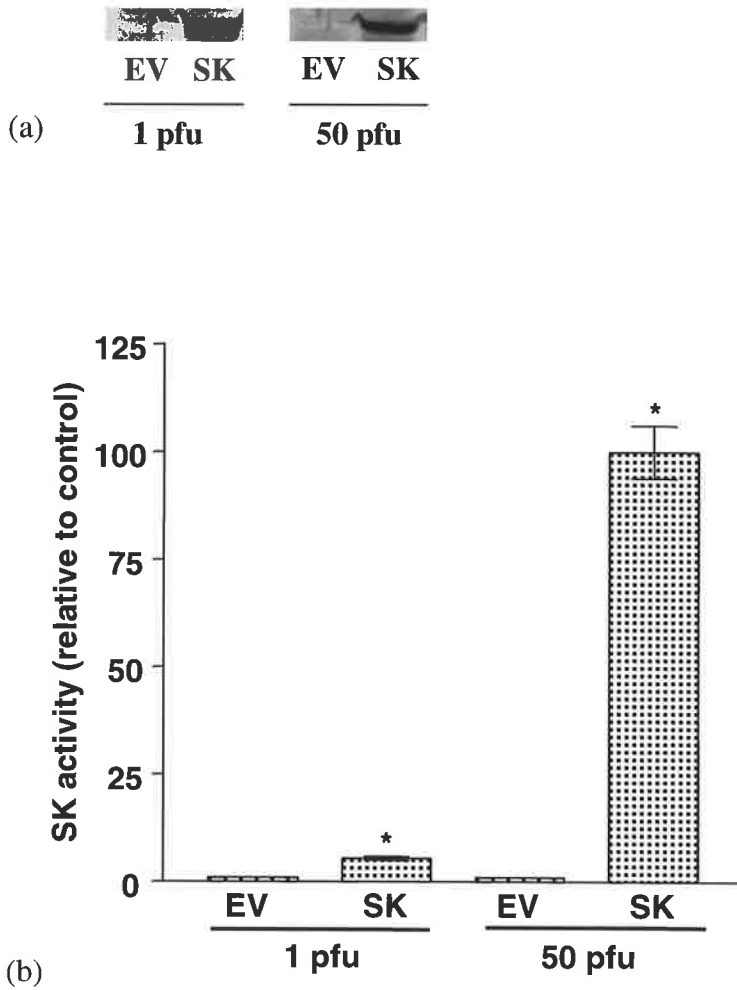 EV SK EV SK
(a) 1 pfu 50 pfu
125
100
75
50
25
0
SK activity (relative to control)
*
*
EV SK EV SK
1 pfu 50 pfu
(b)